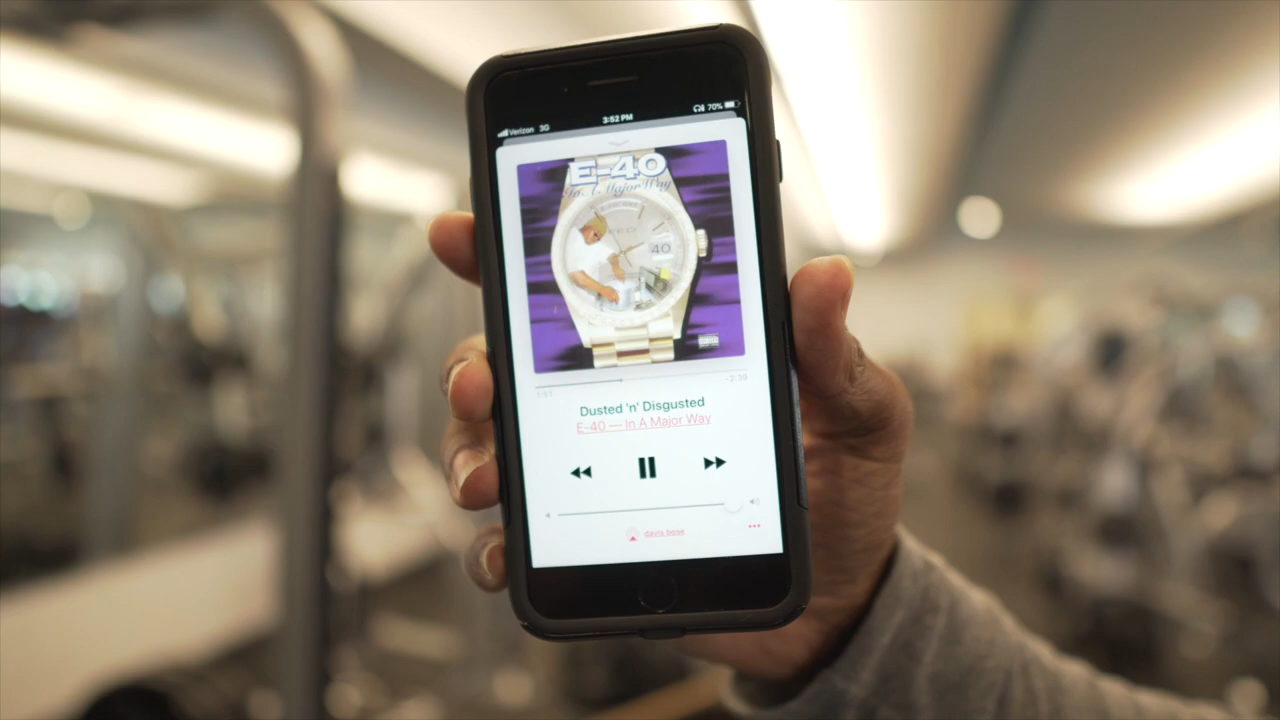 Verizon 3G
3:52 PM
70%
E-40
In A Major Way
40
1:57
-2:39
Dusted 'n' Disgusted
E-40 — In A Major Way
davis bose